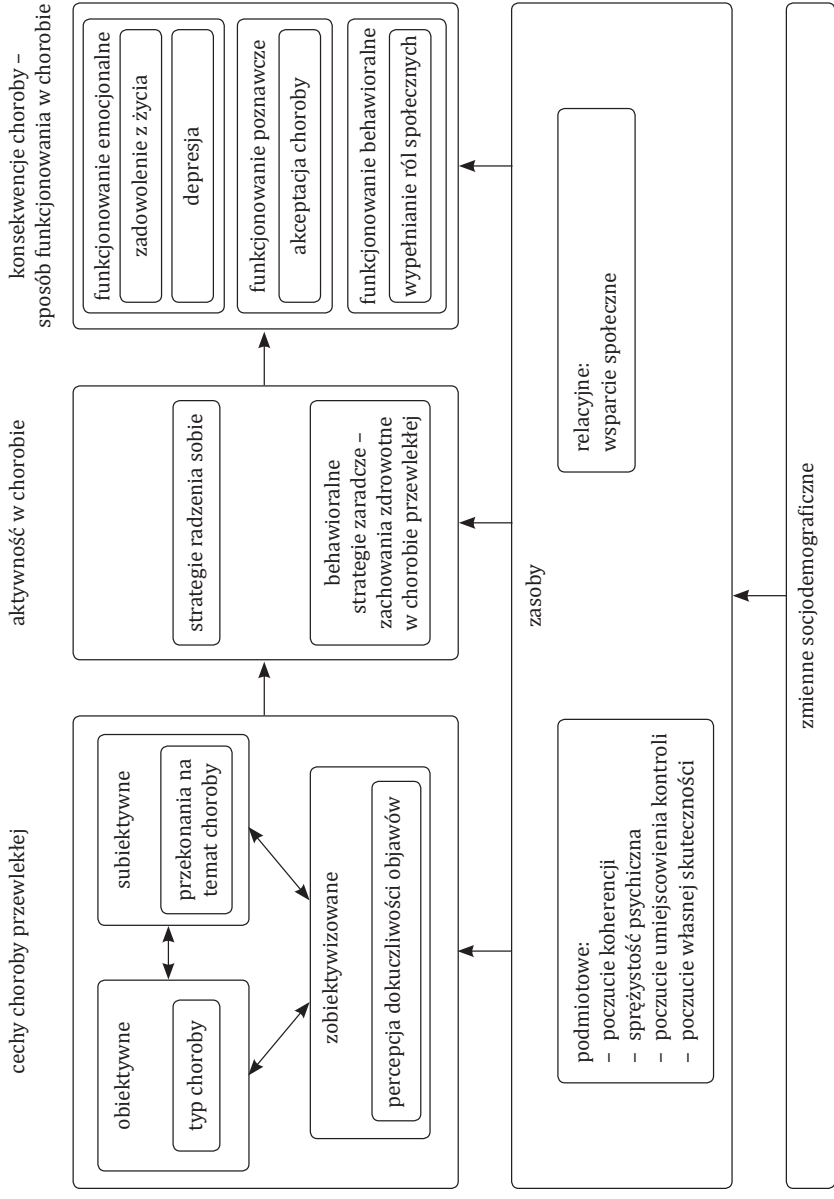 cechy choroby przewlekłej
obiektywne
typ choroby
subiektywne
przekonania na
temat choroby
zobiektywizowane
percepcja dokuczliwości objawów
aktywność w chorobie
strategie radzenia sobie
behawioralne
strategie zaradcze –
zachowania zdrowotne
w chorobie przewlekłej
konsekwencje choroby –
sposób funkcjonowania w chorobie
funkcjonowanie emocjonalne
zadowolenie z życia
depresja
funkcjonowanie poznawcze
akceptacja choroby
funkcjonowanie behawioralne
wypełnianie ról społecznych
zasoby
podmiotowe:
– poczucie koherencji
– sprężystość psychiczna
– poczucie umiejscowienia kontroli
– poczucie własnej skuteczności
relacyjne:
wsparcie społeczne
zmienne socjodemograficzne